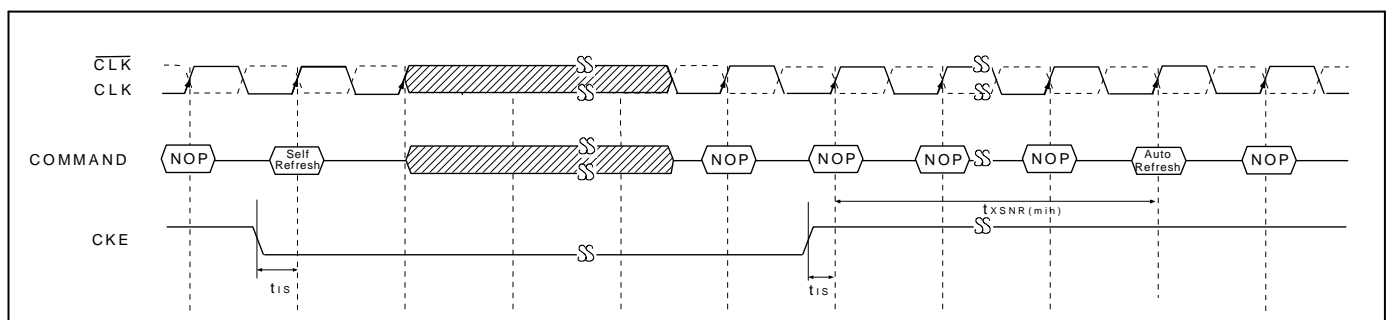 CLK
CLK
COMMAND
NOP
Self
Refresh
NOP
NOP
NOP
NOP
Auto
Refresh
NOP
tXSNR(min)
CKE
tIS
tIS